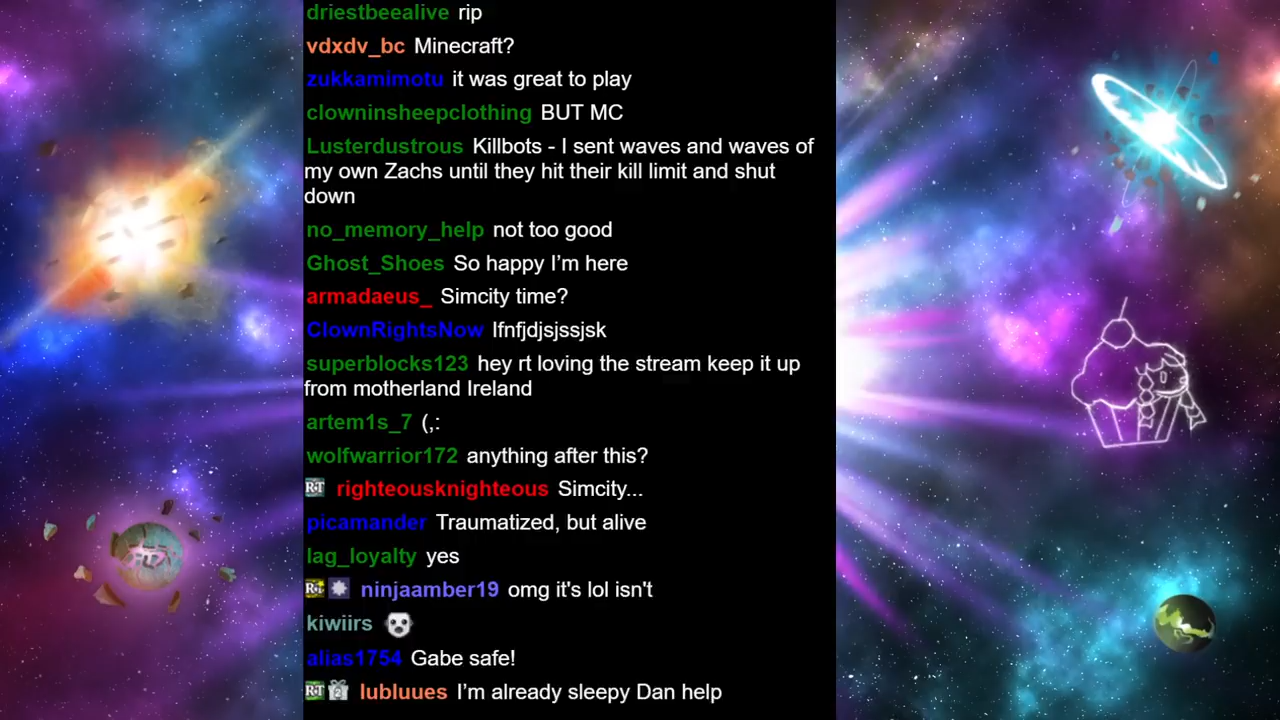 driestbeealive rip
vdxdv_bc Minecraft?
zukkamimotu it was great to play
clowninsheepclothing BUT MC
Lusterdustrous Killbots - I sent waves and waves of
my own Zachs until they hit their kill limit and shut
down
no_memory_help not too good
Ghost_Shoes So happy I’m here
armadaeus_ Simcity time?
ClownRightsNow lfnfjdjsjssjsk
superblocks123 hey rt loving the stream keep it up
from motherland Ireland
artem1s_7 (,:
wolfwarrior172 anything after this?
RT righteousknighteous Simcity...
picamander Traumatized, but alive
lag_loyalty yes
RT ninjaamber19 omg it's lol isn't
kiwiirs
alias1754 Gabe safe!
RT 2 lubluues I’m already sleepy Dan help